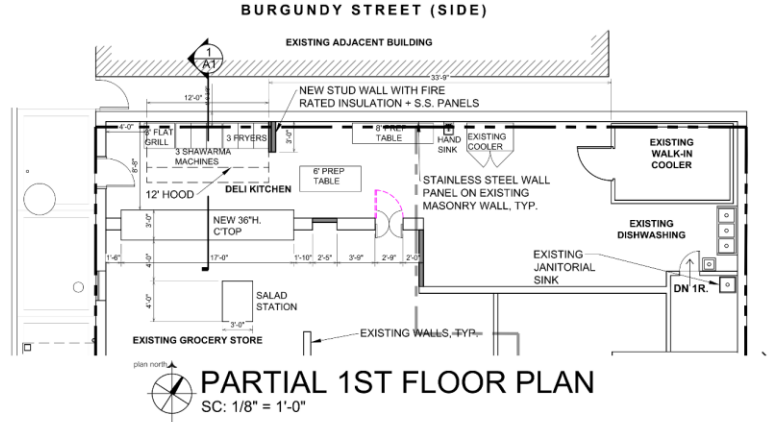 BURGUNDY STREET (SIDE)
EXISTING ADJACENT BUILDING
1
A1
33'-9"
12'-0"
NEW STUD WALL WITH FIRE
RATED INSULATION + S.S. PANELS
4'-0"
FLAT
GRILL
3 FRYERS
3 SHAWARMA
MACHINES
3'-0"
8' PREP
TABLE
HAND
SINK
EXISTING
COOLER
EXISTING
WALK-IN
COOLER
8'-8"
12' HOOD
DELI KITCHEN
6' PREP
TABLE
STAINLESS STEEL WALL
PANEL ON EXISTING
MASONRY WALL, TYP.
3'-0"
NEW 36"H.
C'TOP
EXISTING
DISHWASHING
1'-6"
17'-0"
1'-10"
2'-5"
3'-9"
2'-9"
2'-0"
4'-0"
EXISTING
JANITORIAL
SINK
DN 1R.
4'-0"
SALAD
STATION
3'-0"
EXISTING GROCERY STORE
EXISTING WALLS, TYP.
plan north
PARTIAL 1ST FLOOR PLAN
SC: 1/8" = 1'-0"